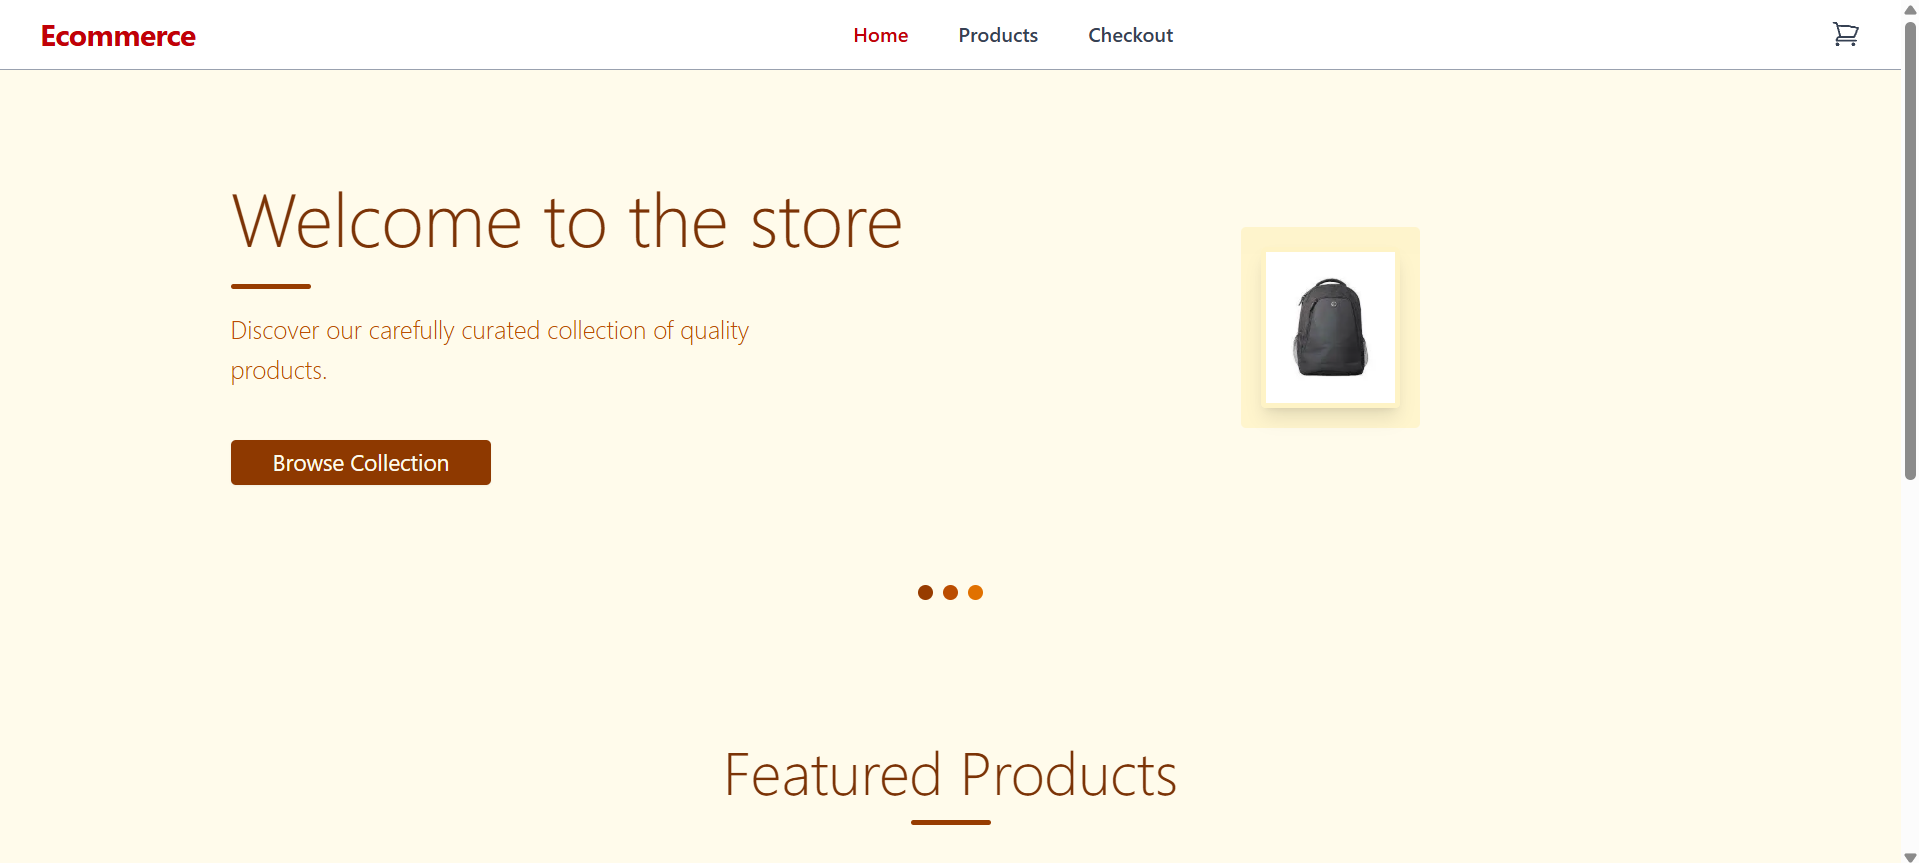 Ecommerce
Home
Products
Checkout
Welcome to the store
Discover our carefully curated collection of quality
products.
Browse Collection
Featured Products